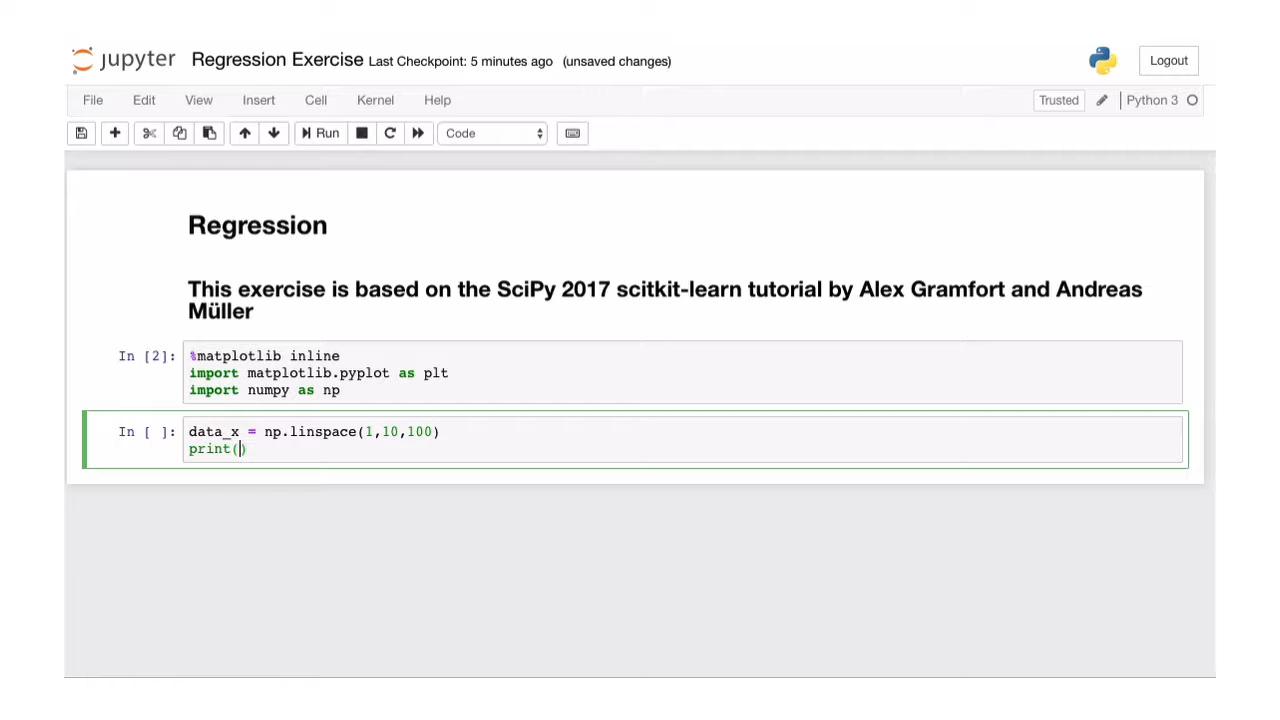 jupyter Regression Exercise Last Checkpoint: 5 minutes ago (unsaved changes) Logout
File Edit View Insert Cell Kernel Help Trusted Python 3
Run Code
Regression
This exercise is based on the SciPy 2017 scitkit-learn tutorial by Alex Gramfort and Andreas
Müller
In [2]: %matplotlib inline
import matplotlib.pyplot as plt
import numpy as np
In [ ]: data_x = np.linspace(1,10,100)
print()